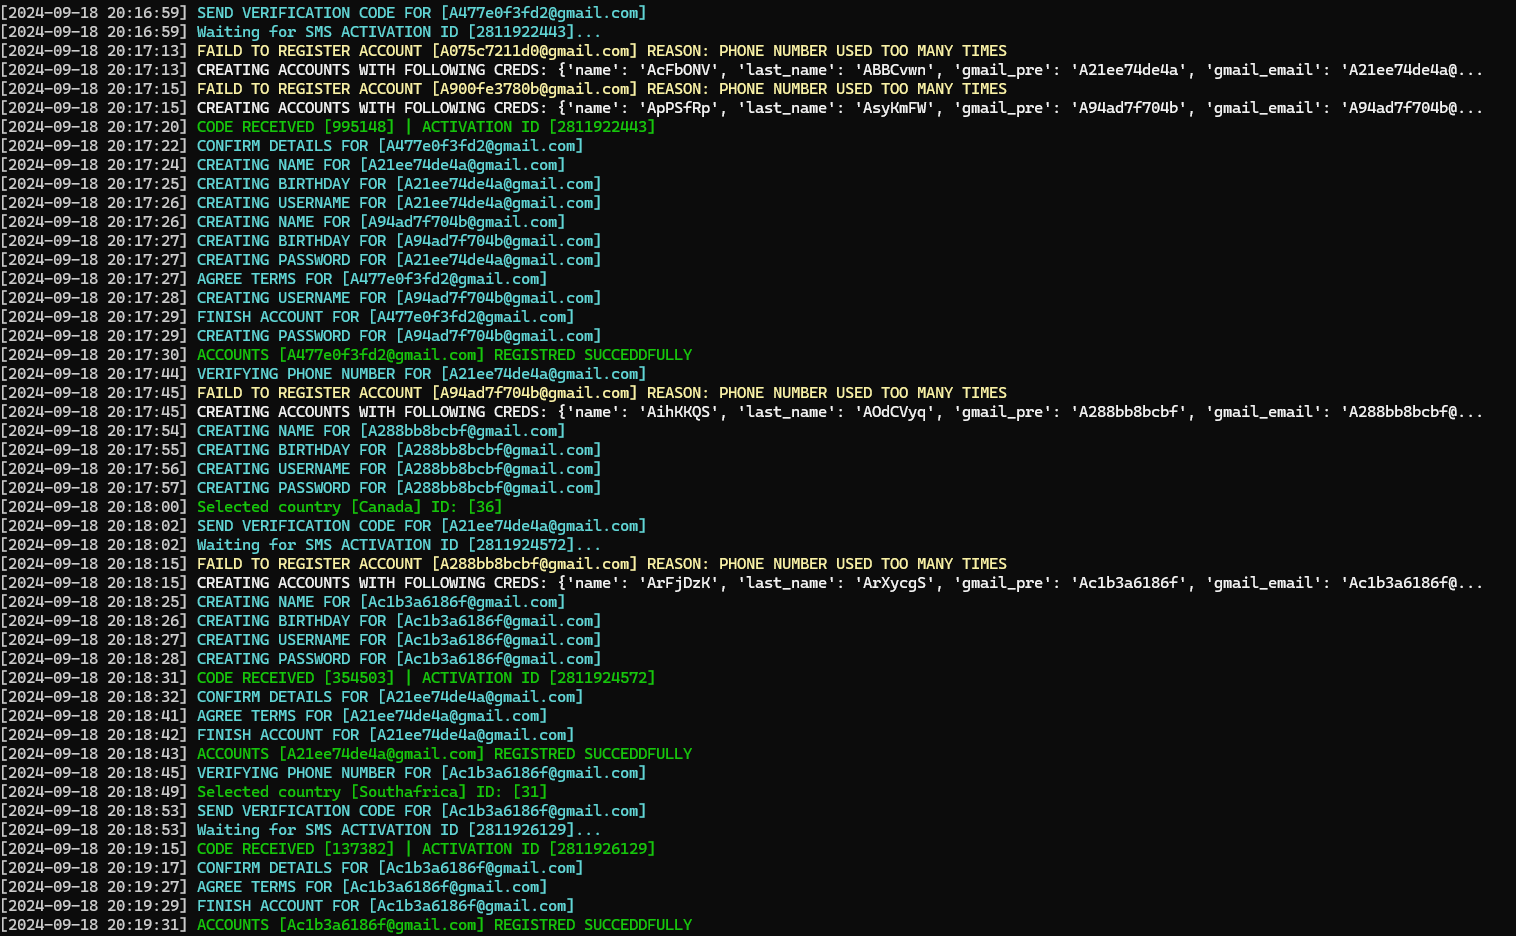 [2024-09-18 20:16:59] SEND VERIFICATION CODE FOR [A477e0f3fd2@gmail.com]
[2024-09-18 20:16:59] Waiting for SMS ACTIVATION ID [2811922443]...
[2024-09-18 20:17:13] FAILD TO REGISTER ACCOUNT [A075c7211d0@gmail.com] REASON: PHONE NUMBER USED TOO MANY TIMES
[2024-09-18 20:17:13] CREATING ACCOUNTS WITH FOLLOWING CREDS: {'name': 'AcFbONV', 'last_name': 'ABBCvwn', 'gmail_pre': 'A21ee74de4a', 'gmail_email': 'A21ee74de4a@...
[2024-09-18 20:17:15] FAILD TO REGISTER ACCOUNT [A900fe3780b@gmail.com] REASON: PHONE NUMBER USED TOO MANY TIMES
[2024-09-18 20:17:15] CREATING ACCOUNTS WITH FOLLOWING CREDS: {'name': 'ApPSfRp', 'last_name': 'AsyKmFW', 'gmail_pre': 'A94ad7f704b', 'gmail_email': 'A94ad7f704b@...
[2024-09-18 20:17:20] CODE RECEIVED [995148] | ACTIVATION ID [2811922443]
[2024-09-18 20:17:22] CONFIRM DETAILS FOR [A477e0f3fd2@gmail.com]
[2024-09-18 20:17:24] CREATING NAME FOR [A21ee74de4a@gmail.com]
[2024-09-18 20:17:25] CREATING BIRTHDAY FOR [A21ee74de4a@gmail.com]
[2024-09-18 20:17:26] CREATING USERNAME FOR [A21ee74de4a@gmail.com]
[2024-09-18 20:17:26] CREATING NAME FOR [A94ad7f704b@gmail.com]
[2024-09-18 20:17:27] CREATING BIRTHDAY FOR [A94ad7f704b@gmail.com]
[2024-09-18 20:17:27] CREATING PASSWORD FOR [A21ee74de4a@gmail.com]
[2024-09-18 20:17:27] AGREE TERMS FOR [A477e0f3fd2@gmail.com]
[2024-09-18 20:17:28] CREATING USERNAME FOR [A94ad7f704b@gmail.com]
[2024-09-18 20:17:29] FINISH ACCOUNT FOR [A477e0f3fd2@gmail.com]
[2024-09-18 20:17:29] CREATING PASSWORD FOR [A94ad7f704b@gmail.com]
[2024-09-18 20:17:30] ACCOUNTS [A477e0f3fd2@gmail.com] REGISTRED SUCCEDDFULLY
[2024-09-18 20:17:44] VERIFYING PHONE NUMBER FOR [A21ee74de4a@gmail.com]
[2024-09-18 20:17:45] FAILD TO REGISTER ACCOUNT [A94ad7f704b@gmail.com] REASON: PHONE NUMBER USED TOO MANY TIMES
[2024-09-18 20:17:45] CREATING ACCOUNTS WITH FOLLOWING CREDS: {'name': 'AihKKQS', 'last_name': 'AOdCVyq', 'gmail_pre': 'A288bb8bcbf', 'gmail_email': 'A288bb8bcbf@...
[2024-09-18 20:17:54] CREATING NAME FOR [A288bb8bcbf@gmail.com]
[2024-09-18 20:17:55] CREATING BIRTHDAY FOR [A288bb8bcbf@gmail.com]
[2024-09-18 20:17:56] CREATING USERNAME FOR [A288bb8bcbf@gmail.com]
[2024-09-18 20:17:57] CREATING PASSWORD FOR [A288bb8bcbf@gmail.com]
[2024-09-18 20:18:00] Selected country [Canada] ID: [36]
[2024-09-18 20:18:02] SEND VERIFICATION CODE FOR [A21ee74de4a@gmail.com]
[2024-09-18 20:18:02] Waiting for SMS ACTIVATION ID [2811924572]...
[2024-09-18 20:18:15] FAILD TO REGISTER ACCOUNT [A288bb8bcbf@gmail.com] REASON: PHONE NUMBER USED TOO MANY TIMES
[2024-09-18 20:18:15] CREATING ACCOUNTS WITH FOLLOWING CREDS: {'name': 'ArFjDzK', 'last_name': 'ArXycgS', 'gmail_pre': 'Ac1b3a6186f', 'gmail_email': 'Ac1b3a6186f@...
[2024-09-18 20:18:25] CREATING NAME FOR [Ac1b3a6186f@gmail.com]
[2024-09-18 20:18:26] CREATING BIRTHDAY FOR [Ac1b3a6186f@gmail.com]
[2024-09-18 20:18:27] CREATING USERNAME FOR [Ac1b3a6186f@gmail.com]
[2024-09-18 20:18:28] CREATING PASSWORD FOR [Ac1b3a6186f@gmail.com]
[2024-09-18 20:18:31] CODE RECEIVED [354503] | ACTIVATION ID [2811924572]
[2024-09-18 20:18:32] CONFIRM DETAILS FOR [A21ee74de4a@gmail.com]
[2024-09-18 20:18:41] AGREE TERMS FOR [A21ee74de4a@gmail.com]
[2024-09-18 20:18:42] FINISH ACCOUNT FOR [A21ee74de4a@gmail.com]
[2024-09-18 20:18:43] ACCOUNTS [A21ee74de4a@gmail.com] REGISTRED SUCCEDDFULLY
[2024-09-18 20:18:45] VERIFYING PHONE NUMBER FOR [Ac1b3a6186f@gmail.com]
[2024-09-18 20:18:49] Selected country [Southafrica] ID: [31]
[2024-09-18 20:18:53] SEND VERIFICATION CODE FOR [Ac1b3a6186f@gmail.com]
[2024-09-18 20:18:53] Waiting for SMS ACTIVATION ID [2811926129]...
[2024-09-18 20:19:15] CODE RECEIVED [137382] | ACTIVATION ID [2811926129]
[2024-09-18 20:19:17] CONFIRM DETAILS FOR [Ac1b3a6186f@gmail.com]
[2024-09-18 20:19:27] AGREE TERMS FOR [Ac1b3a6186f@gmail.com]
[2024-09-18 20:19:29] FINISH ACCOUNT FOR [Ac1b3a6186f@gmail.com]
[2024-09-18 20:19:31] ACCOUNTS [Ac1b3a6186f@gmail.com] REGISTRED SUCCEDDFULLY